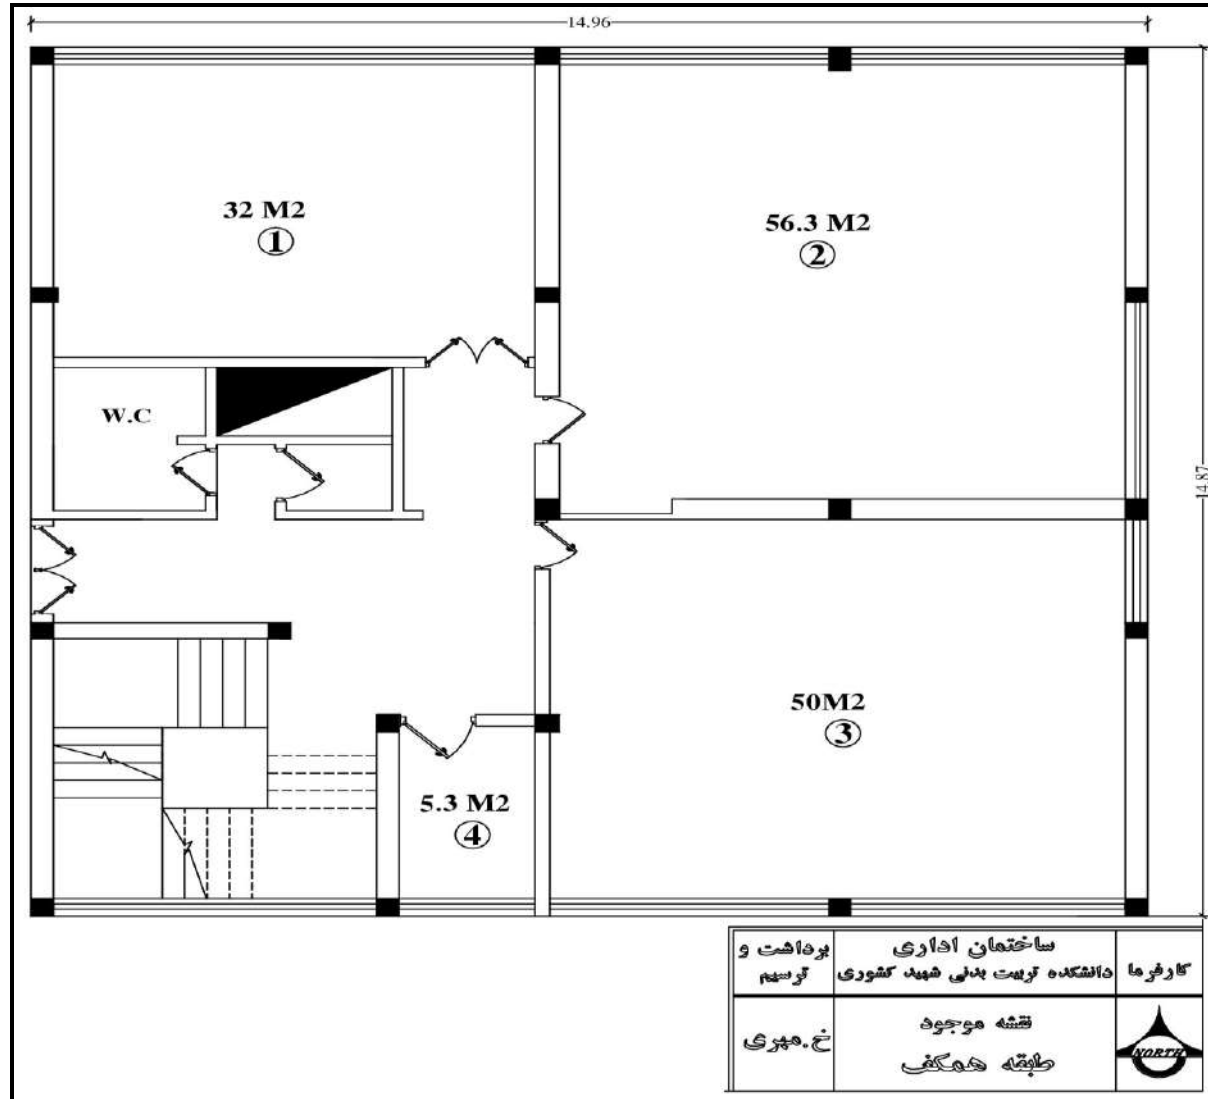 14.96
32 M2
1
56.3 M2
2
W.C
14.87
50M2
3
5.3 M2
4
کارفرما
ساختمان اداری
دانشکده تربیت بدنی شهید کشوری
برداشت و
ترسیم
NORTH
نقشه موجود
طبقه همکف
خ.مهری